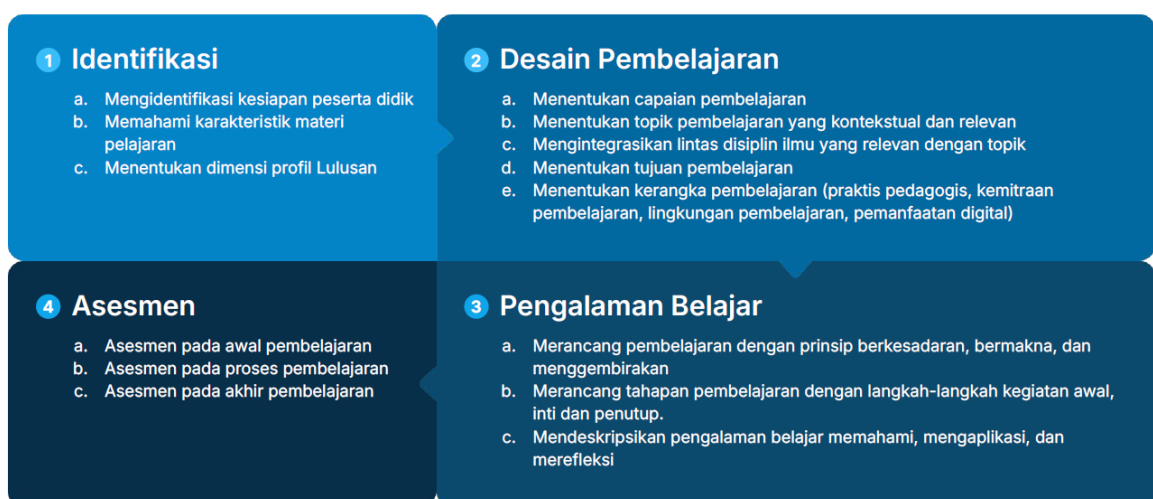 1 Identifikasi
a. Mengidentifikasi kesiapan peserta didik
b. Memahami karakteristik materi
pelajaran
c. Menentukan dimensi profil Lulusan
2 Desain Pembelajaran
a. Menentukan capaian pembelajaran
b. Menentukan topik pembelajaran yang kontekstual dan relevan
c. Mengintegrasikan lintas disiplin ilmu yang relevan dengan topik
d. Menentukan tujuan pembelajaran
e. Menentukan kerangka pembelajaran (praktis pedagogis, kemitraan
pembelajaran, lingkungan pembelajaran, pemanfaatan digital)
3 Pengalaman Belajar
a. Merancang pembelajaran dengan prinsip berkesadaran, bermakna, dan
menggembirakan
b. Merancang tahapan pembelajaran dengan langkah-langkah kegiatan awal,
inti dan penutup.
c. Mendeskripsikan pengalaman belajar memahami, mengaplikasi, dan
merefleksi
4 Asesmen
a. Asesmen pada awal pembelajaran
b. Asesmen pada proses pembelajaran
c. Asesmen pada akhir pembelajaran